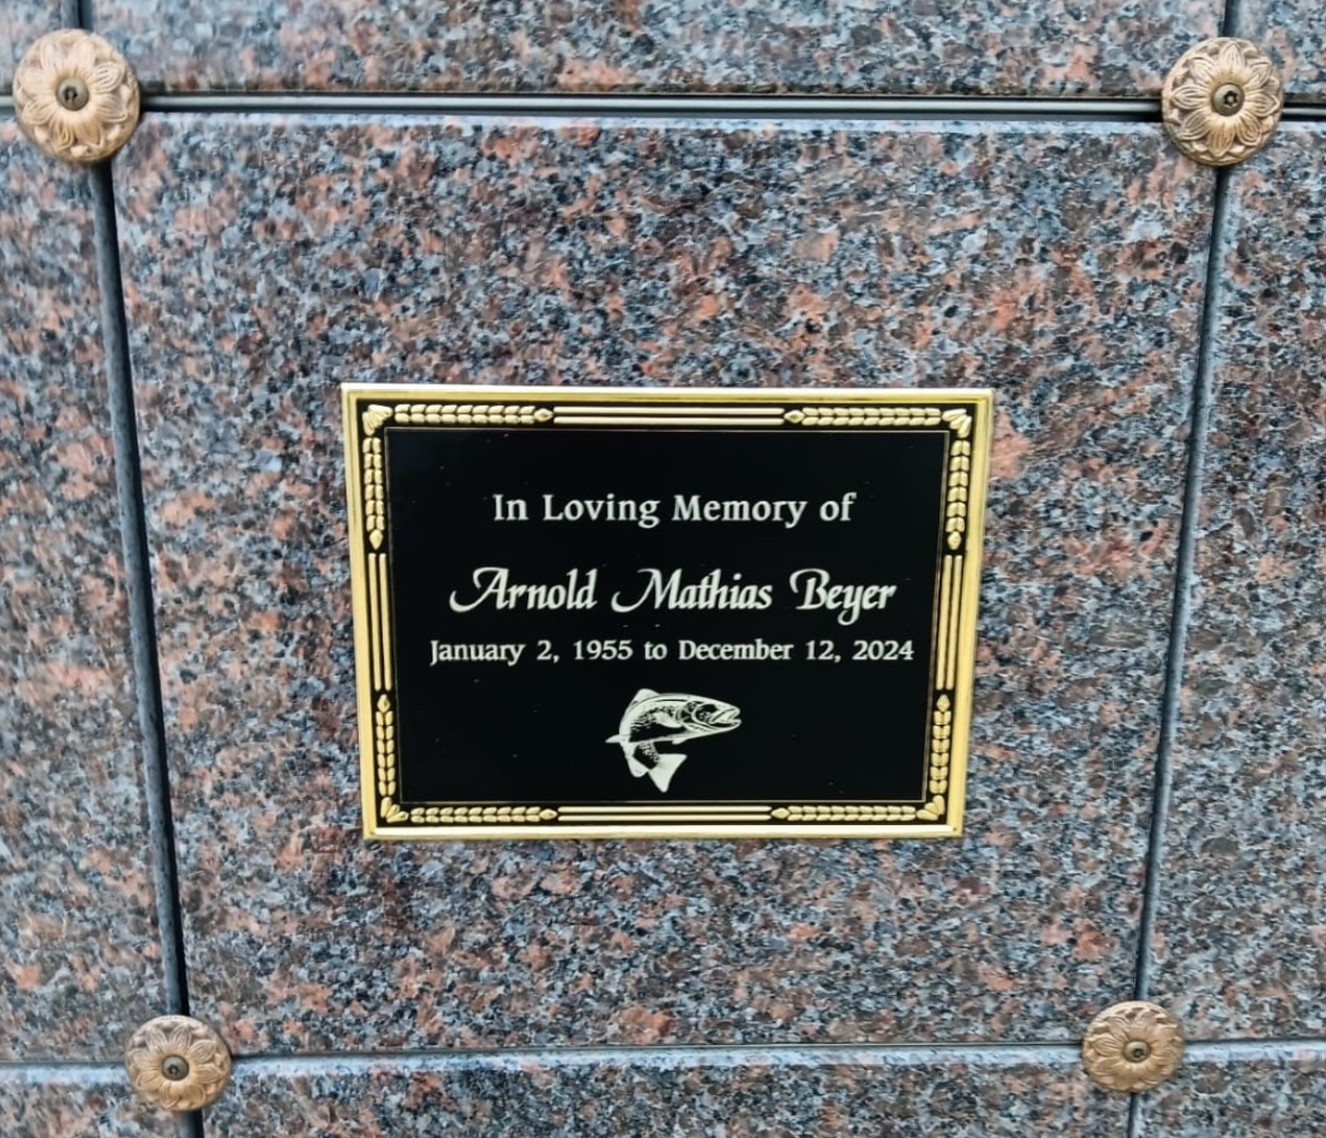 In Loving Memory of
Arnold Mathias Beyer
January 2, 1955 to December 12, 2024